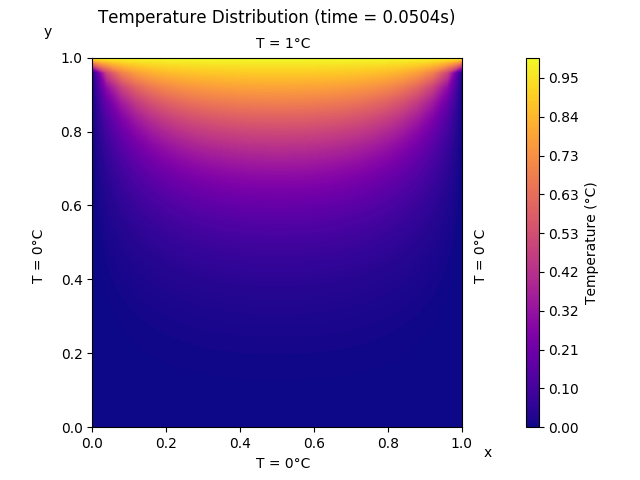 Temperature Distribution (time = 0.0504s)
y
T = 1°C
1.0
0.8
0.6
0.4
0.2
0.0
T = 0°C
T = 0°C
0.0 0.2 0.4 0.6 0.8 1.0
x
T = 0°C
0.95
0.84
0.73
0.63
0.53
0.42
0.32
0.21
0.10
0.00
Temperature (°C)